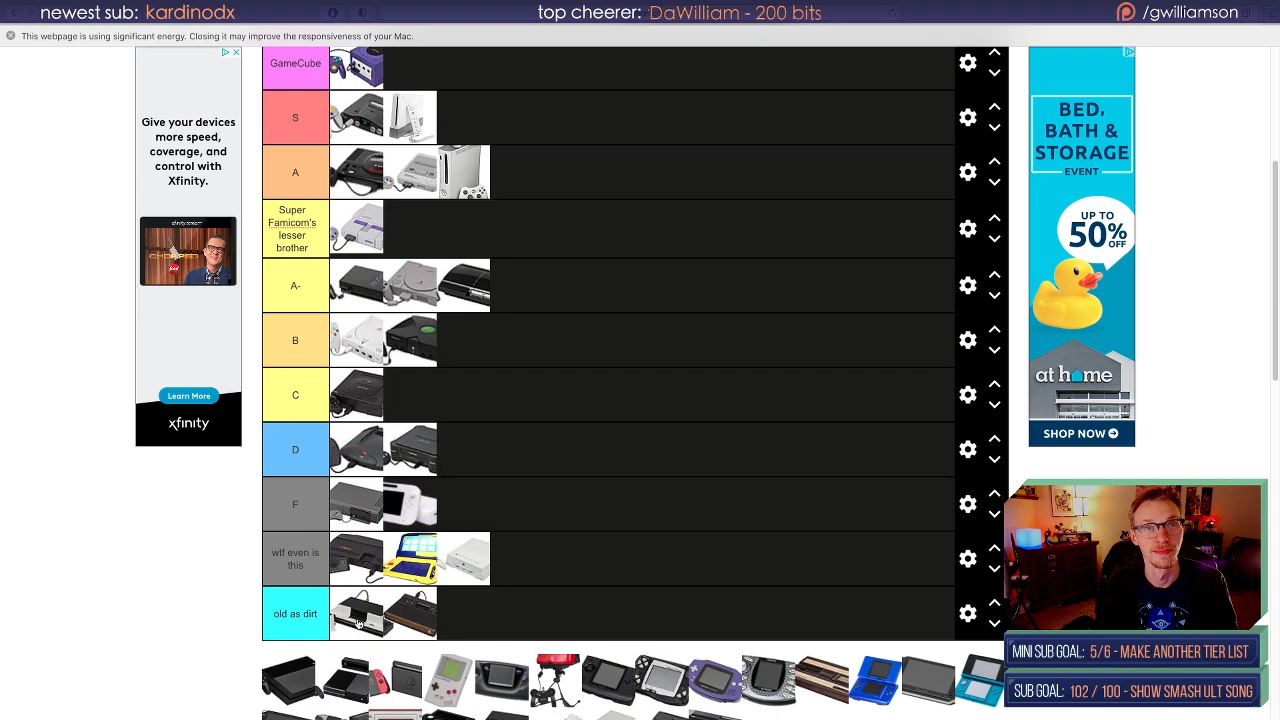 newest sub: kardinodx
top cheerer: DaWilliam - 200 bits
/gwilliamson
This webpage is using significant energy. Closing it may improve the responsiveness of your Mac.
GameCube
S
A
Super
Famicom's
lesser
brother
A-
B
C
D
F
wtf even is
this
old as dirt
Give your devices
more speed,
coverage, and
control with
Xfinity.
CHOPPED
Learn More
xfinity
BED,
BATH &
STORAGE
EVENT
UP TO
50%
OFF
at home
SHOP NOW
MINI SUB GOAL: 5/6 - MAKE ANOTHER TIER LIST
SUB GOAL: 102 / 100 - SHOW SMASH ULT SONG